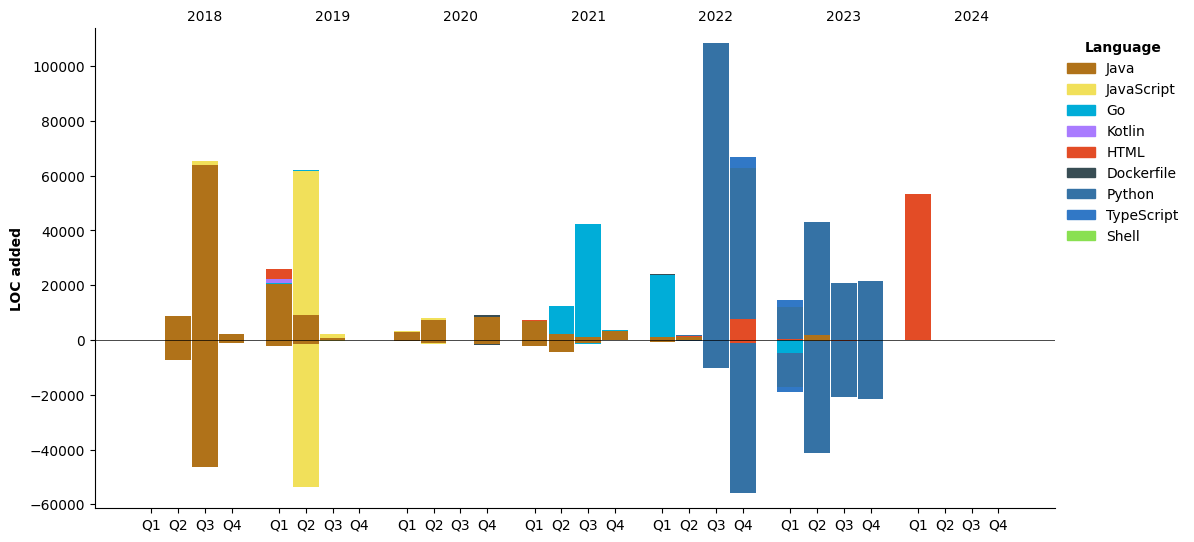 2018 2019 2020 2021 2022 2023 2024
Language
Java
JavaScript
Go
Kotlin
HTML
Dockerfile
Python
TypeScript
Shell
LOC added
100000
80000
60000
40000
20000
0
−20000
−40000
−60000
Q1 Q2 Q3 Q4 Q1 Q2 Q3 Q4 Q1 Q2 Q3 Q4 Q1 Q2 Q3 Q4 Q1 Q2 Q3 Q4 Q1 Q2 Q3 Q4 Q1 Q2 Q3 Q4